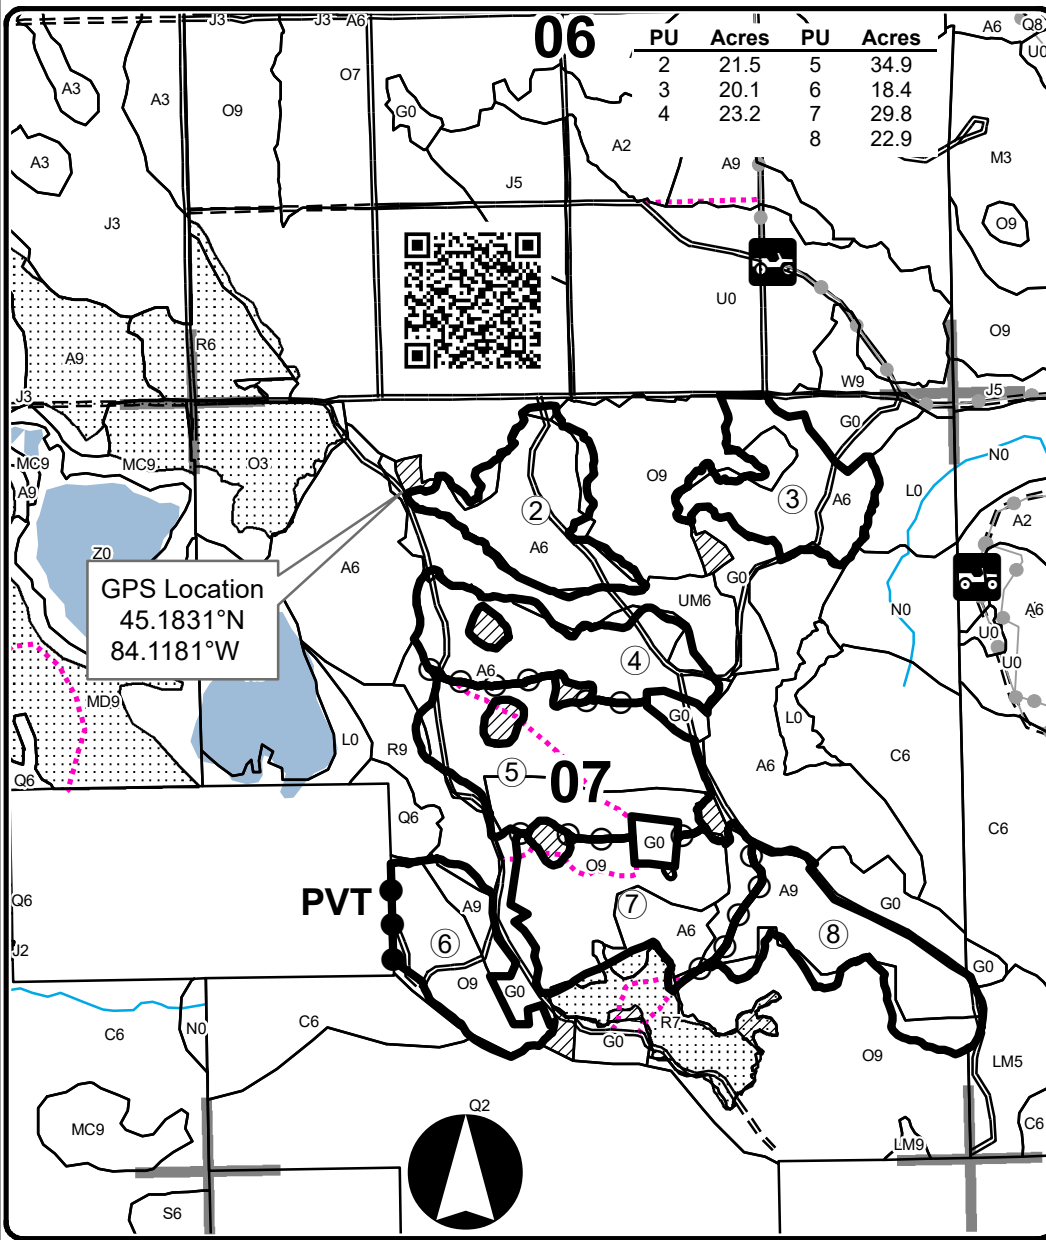 J3 J3 A6 06 A6 Q8
PU Acres PU Acres
2 21.5 5 34.9
3 20.1 6 18.4
4 23.2 7 29.8
8 22.9
U0
O7
A3 A3 O9 G0
A2 M3
A3 J5 A9
J3 O9
U0
R6 O9
A9
W9 J5
J3
G0
N0
MC9 MC9 O3 O9
A9 3 A6 L0
2 A2
Z0 A6
A6 G0
GPS Location
45.1831°N
84.1181°W
UM6 N0 A6
U0
4 U0
A6
MD9 G0 L0
L0 R9 C6
5 07 A6
Q6
Q6 C6
G0
O9
PVT A9 7 A9 G0
Q6
6 A6 8
J2
G0
O9 G0
R7
C6 N0 C6 G0
O9 LM5
Q2
MC9 C6
LM9
S6